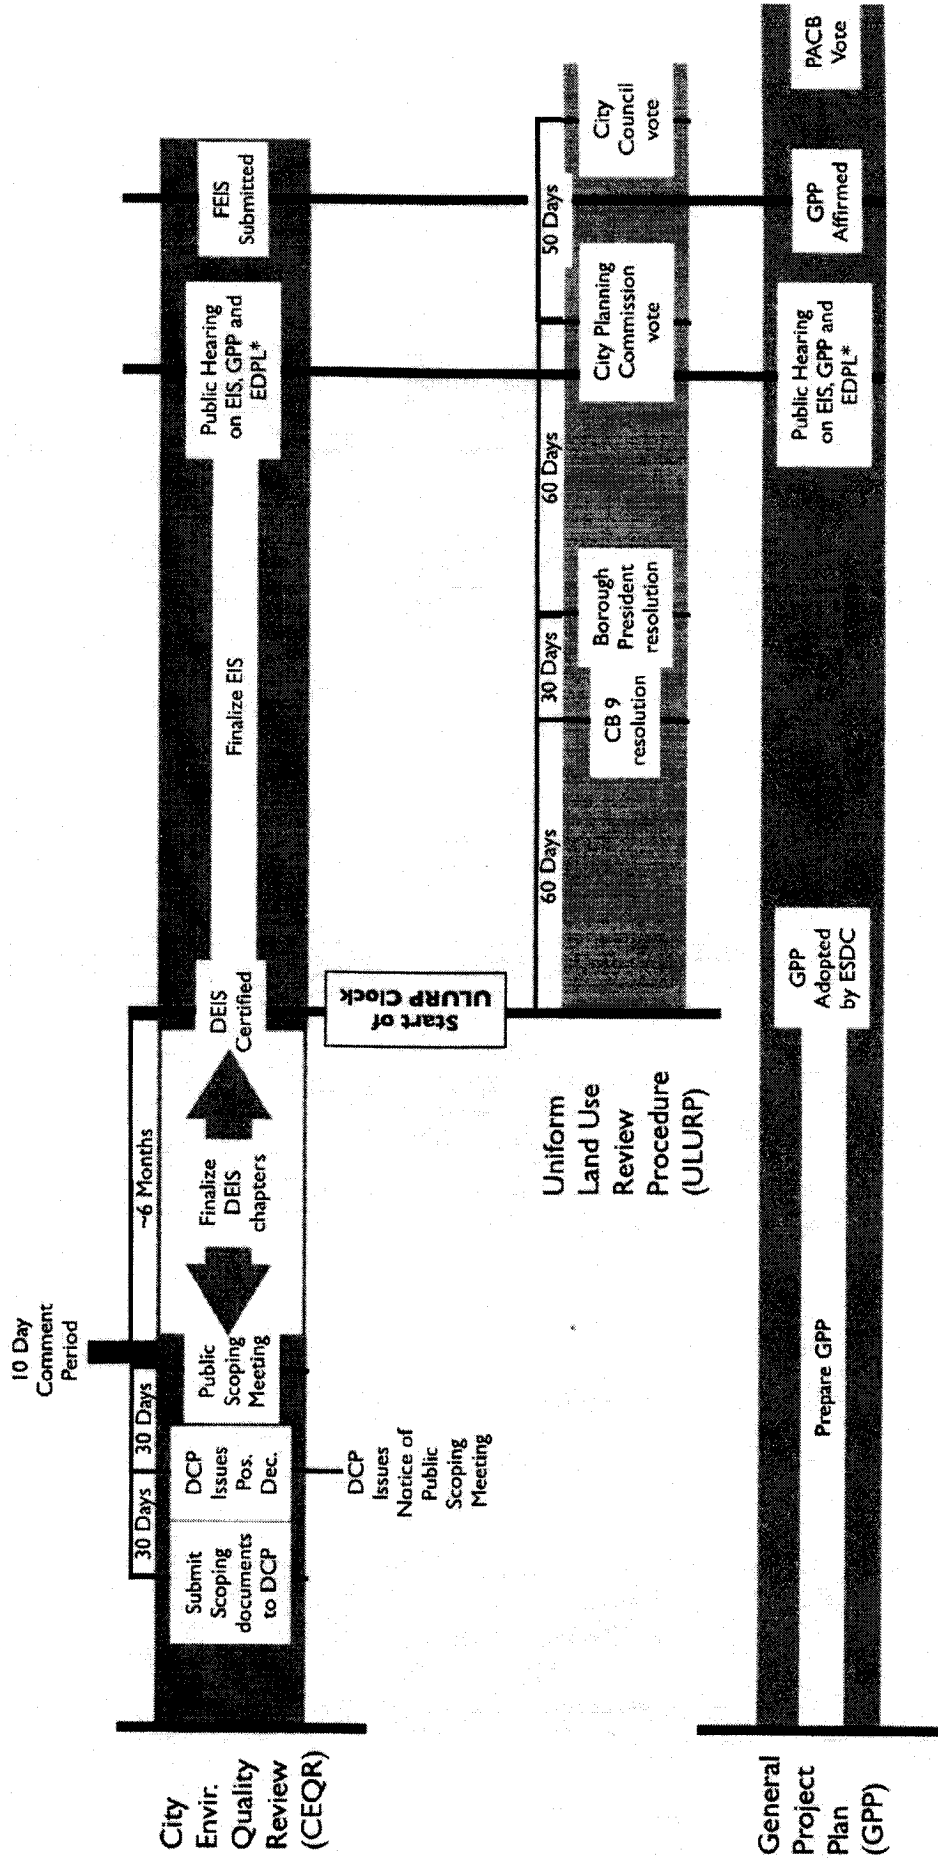 10 Day
Comment
Period
30 Days
30 Days
~6 Months
City
Envir.
Quality
Review
(CEQR)
Submit
Scoping
documents
to DCP
DCP
Issues
Pos.
Dec.
Public
Scoping
Meeting
Finalize
DEIS
chapters
DEIS
Certified
Finalize EIS
Public Hearing
on EIS, GPP and
EDPL*
FEIS
Submitted
DCP
Issues
Notice of
Public
Scoping
Meeting
Start of
ULURP Clock
Uniform
Land Use
Review
Procedure
(ULURP)
60 Days
30 Days
60 Days
50 Days
CB 9
resolution
Borough
President
resolution
City Planning
Commission
vote
City
Council
vote
General
Project
Plan
(GPP)
Prepare GPP
GPP
Adopted
by ESDC
Public Hearing
on EIS, GPP and
EDPL*
GPP
Affirmed
PACB
Vote